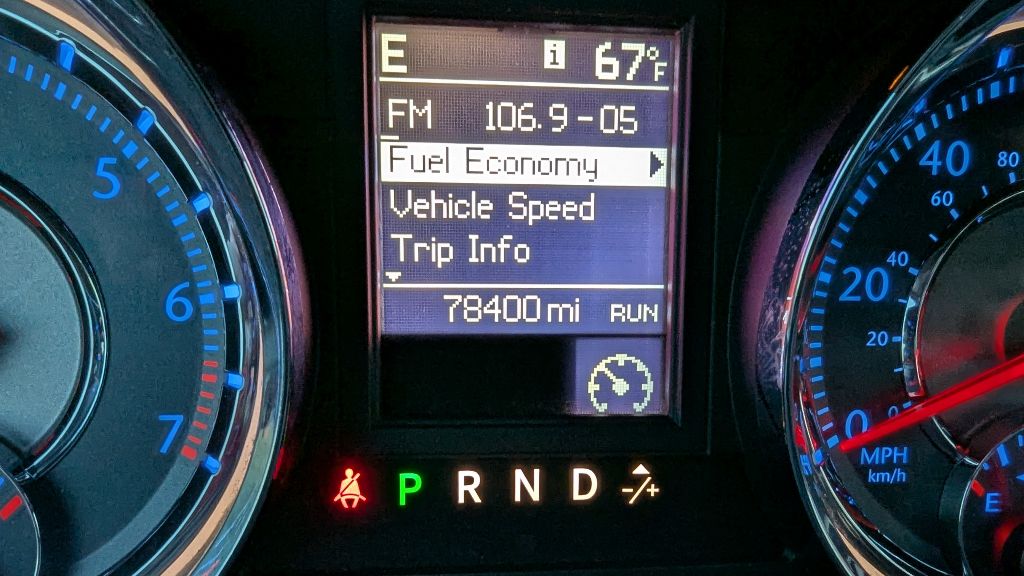 E i 67°F
FM 106.9-05
Fuel Economy
Vehicle Speed
Trip Info
78400 mi RUN
P R N D -/+
5
6
7
40
20
0
MPH
km/h
80
60
40
20
0
E